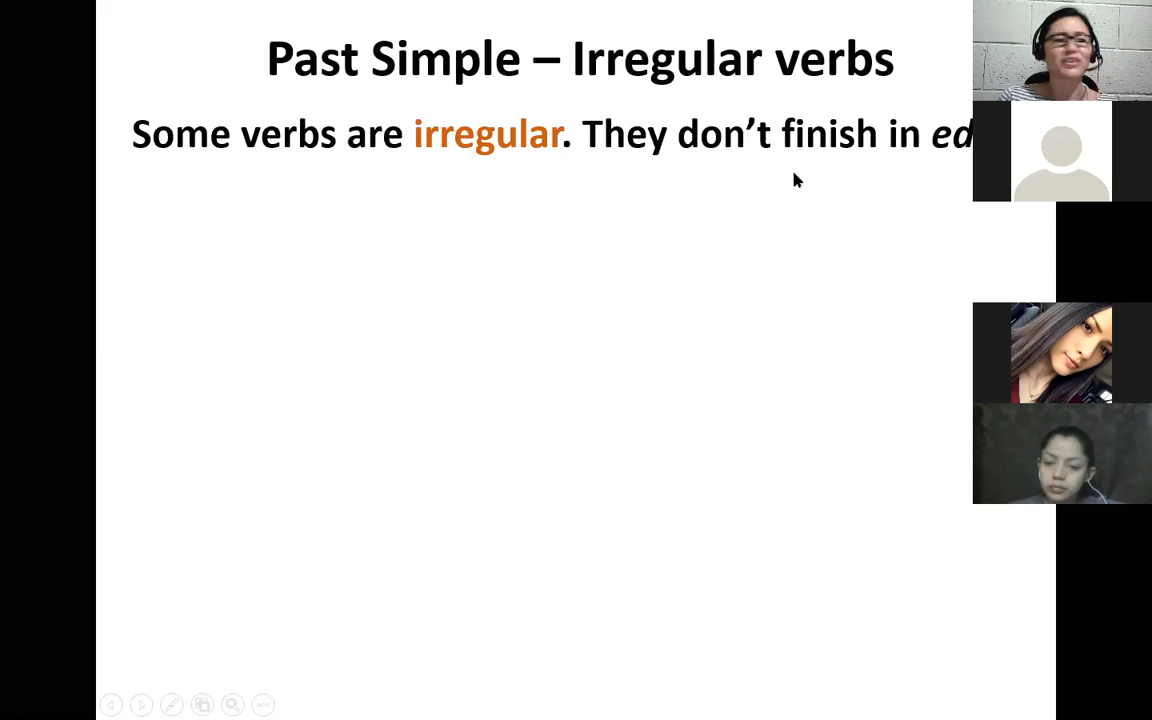 Past Simple – Irregular verbs
Some verbs are irregular. They don’t finish in ed